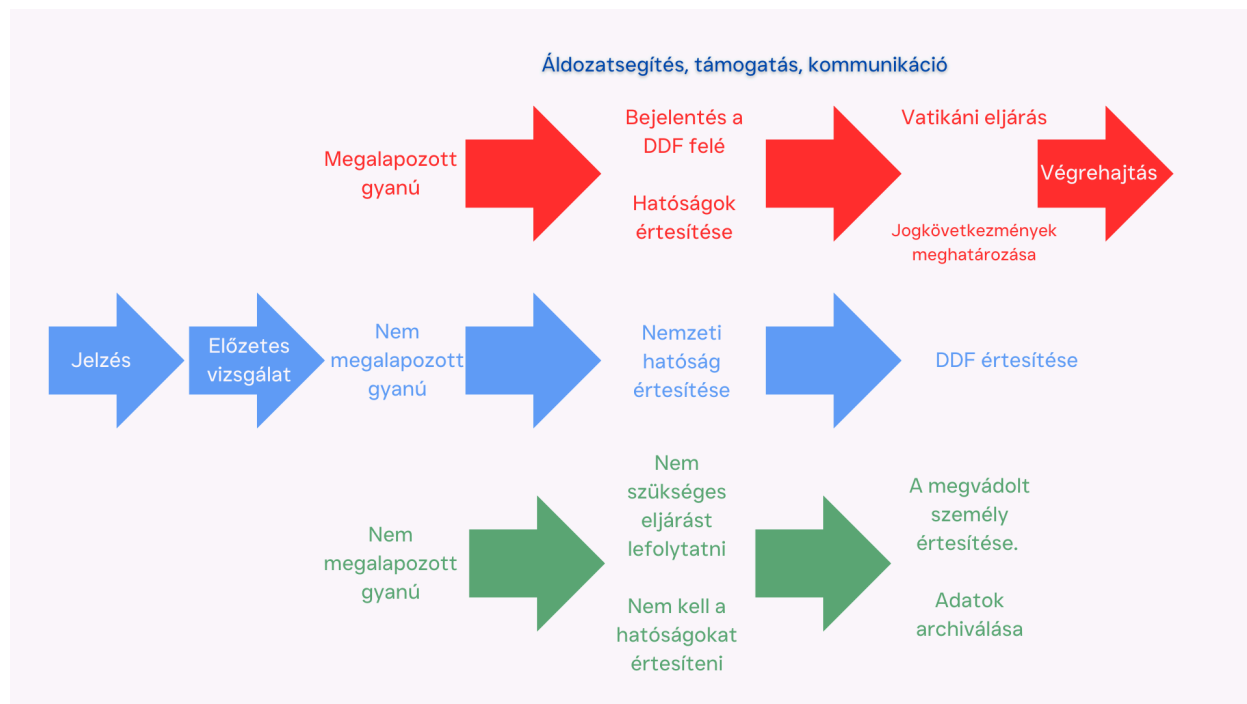 Áldozatsegítés, támogatás, kommunikáció
Megalapozott
gyanú
Bejelentés a
DDF felé
Hatóságok
értesítése
Vatikáni eljárás
Jogkövetkezmények
meghatározása
Végrehajtás
Jelzés
Előzetes
vizsgálat
Nem
megalapozott
gyanú
Nemzeti
hatóság
értesítése
DDF értesítése
Nem
megalapozott
gyanú
Nem
szükséges
eljárást
lefolytatni
Nem kell a
hatóságokat
értesíteni
A megvádolt
személy
értesítése.
Adatok
archiválása